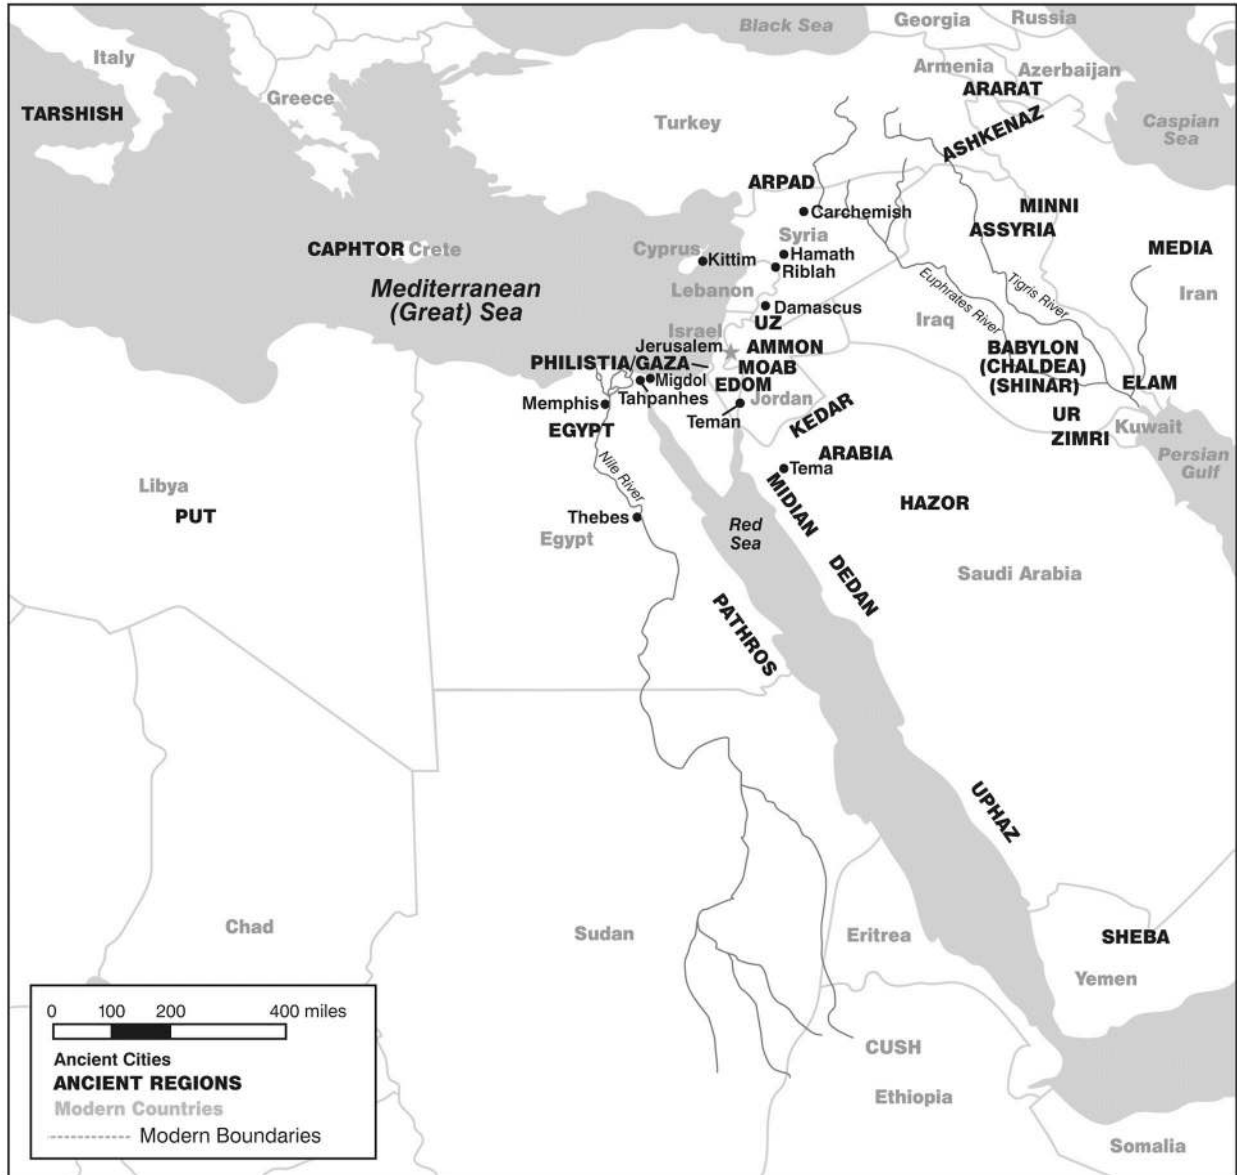 Black Sea
Georgia
Russia
Italy
Armenia
Azerbaijan
Greece
ARARAT
TARSHISH
Turkey
Caspian
Sea
ASHKENAZ
ARPAD
Carchemish
MINNI
Syria
ASSYRIA
CAPHTOR
Crete
Cyprus
Kittim
Hamath
Riblah
MEDIA
Mediterranean
(Great) Sea
Lebanon
Euphrates River
Tigris River
Iran
Damascus
UZ
Iraq
Israel
Jerusalem
AMMON
BABYLON
(CHALDEA)
(SHINAR)
PHILISTIA/GAZA
MOAB
Migdol
EDOM
ELAM
Tahpanhes
Jordan
Memphis
Teman
KEDAR
UR
Kuwait
EGYPT
ZIMRI
ARABIA
Persian
Gulf
Nile River
Tema
Libya
MIDIAN
HAZOR
PUT
Thebes
Red
Sea
Egypt
DEDAN
Saudi Arabia
PATHROS
UPHAZ
Chad
Sudan
Eritrea
SHEBA
Yemen
CUSH
Ethiopia
Somalia
0 100 200 400 miles
Ancient Cities
ANCIENT REGIONS
Modern Countries
Modern Boundaries